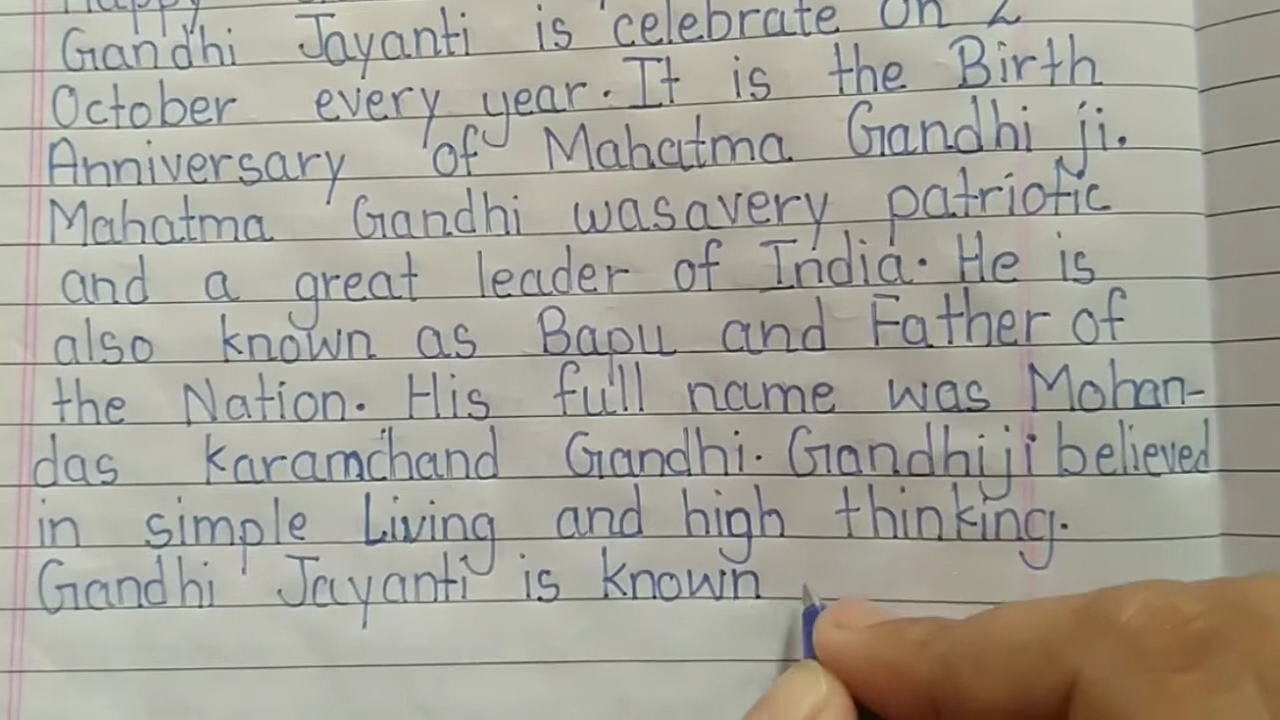 Happy
Gandhi Jayanti is celebrate on 2
October every year. It is the Birth
Anniversary of Mahatma Gandhi ji.
Mahatma Gandhi wasavery patriotic
and a great leader of India. He is
also known as Bapu and Father of
the Nation. His full name was Mohan-
das Karamchand Gandhi. Gandhiji believed
in simple Living and high thinking.
Gandhi Jayanti is known